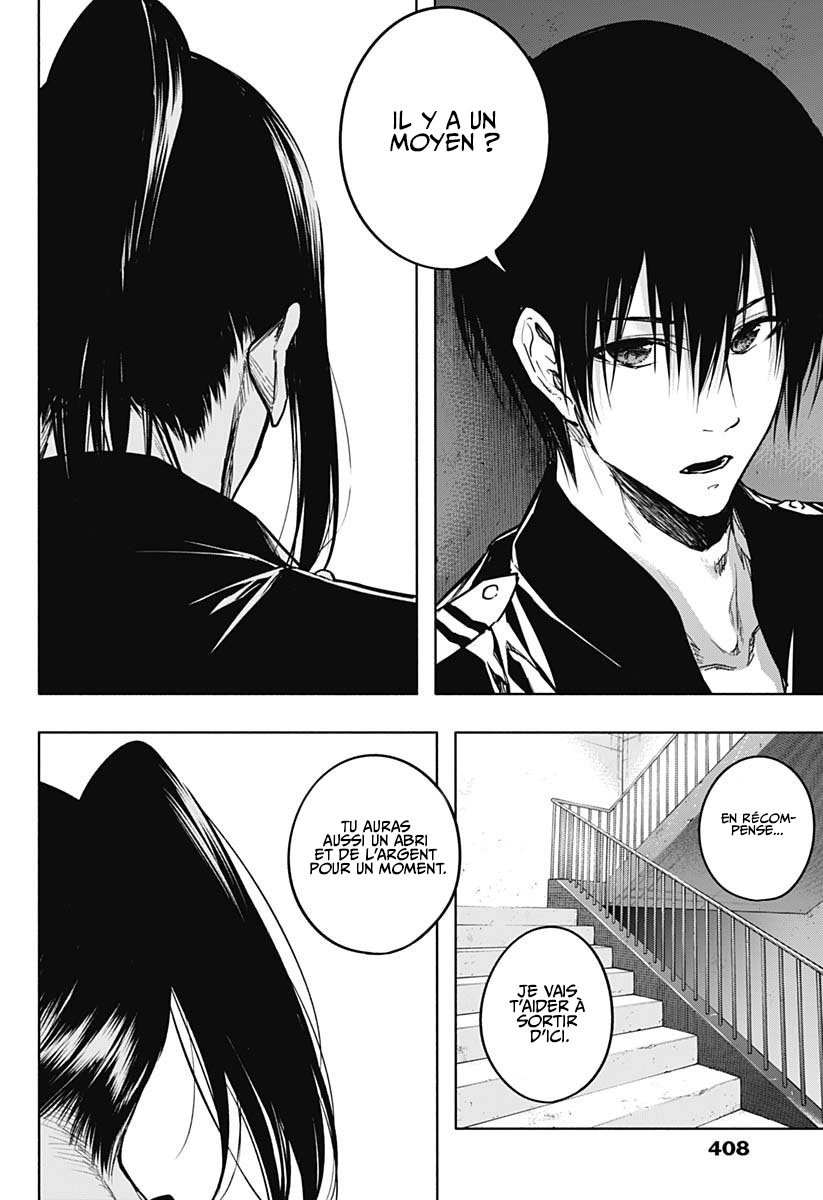 IL Y A UN
MOYEN ?
EN RÉCOM-
PENSE...
JE VAIS
T'AIDER À
SORTIR
D'ICI.
TU AURAS
AUSSI UN ABRI
ET DE L'ARGENT
POUR UN MOMENT.
408